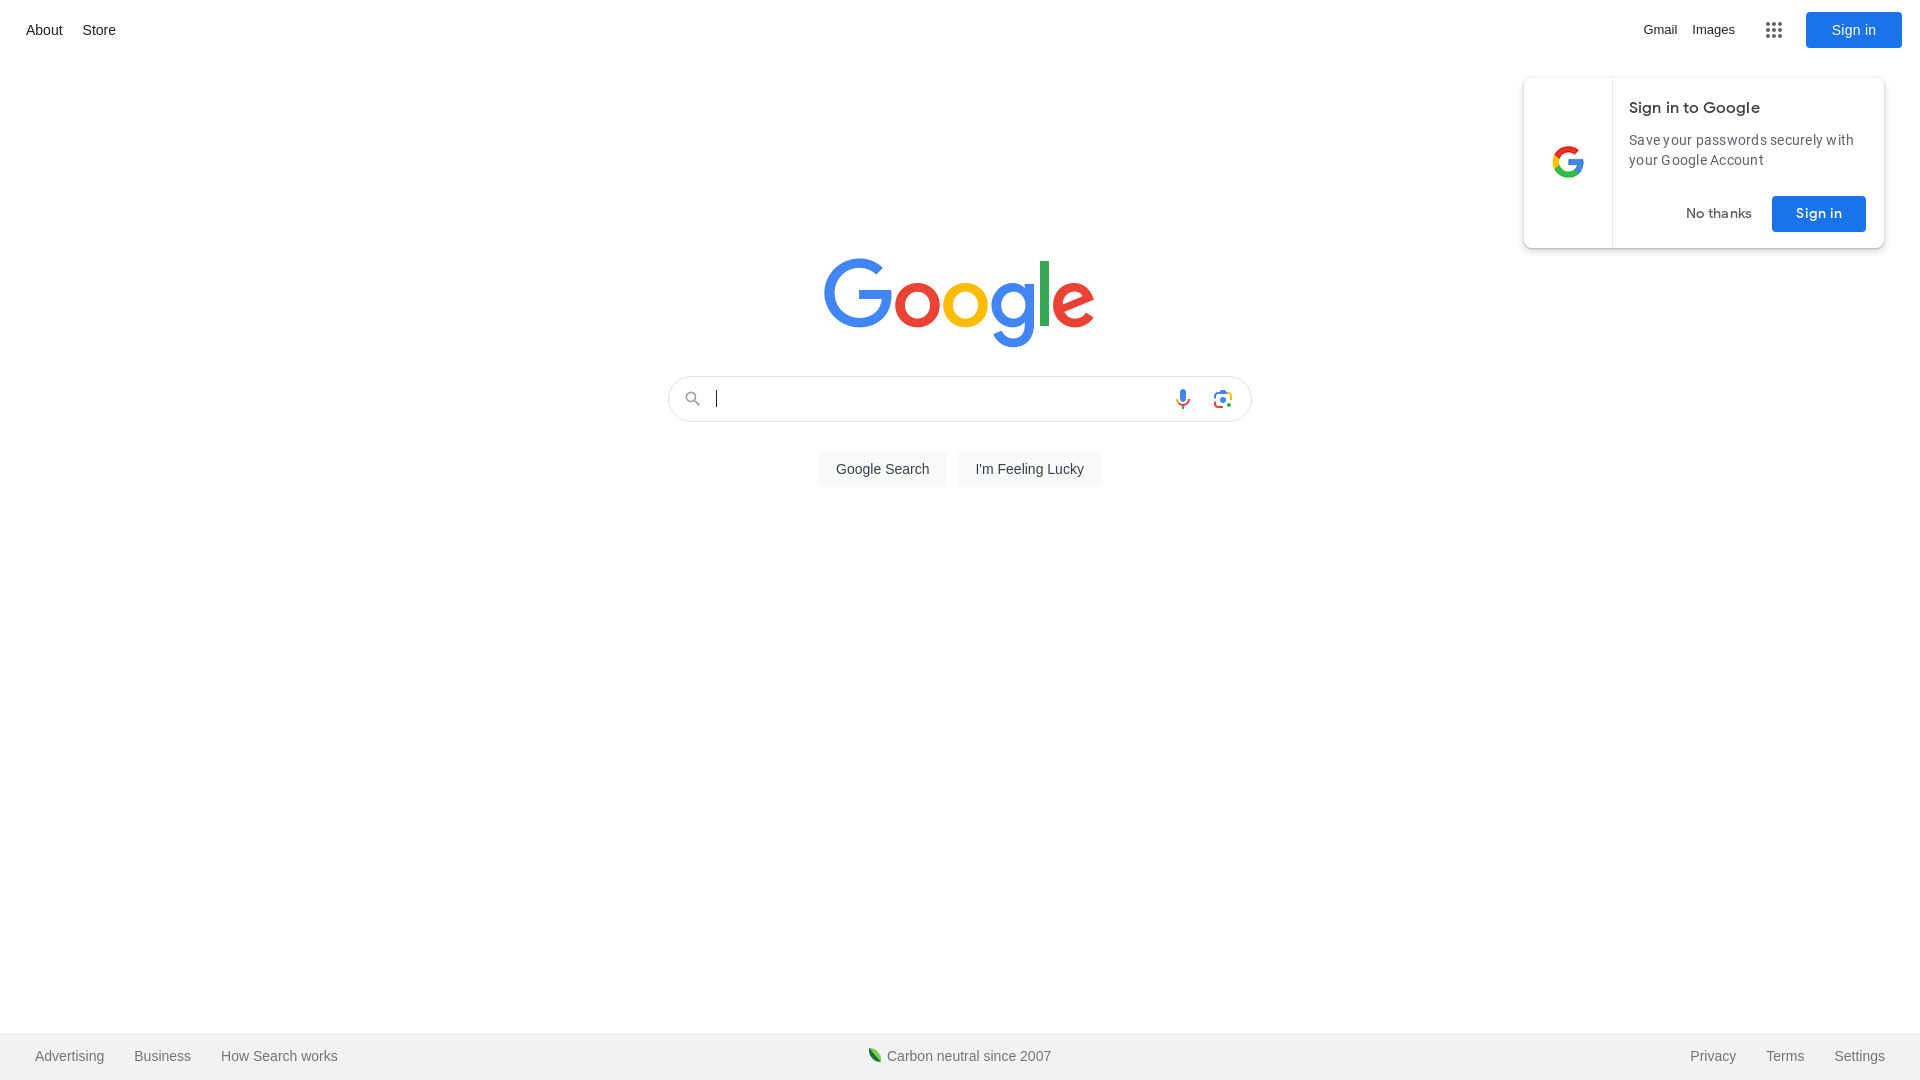 About Store
Gmail Images Sign in
Sign in to Google
Save your passwords securely with
your Google Account
No thanks Sign in
Google
Google Search I'm Feeling Lucky
Advertising Business How Search works
Carbon neutral since 2007
Privacy Terms Settings